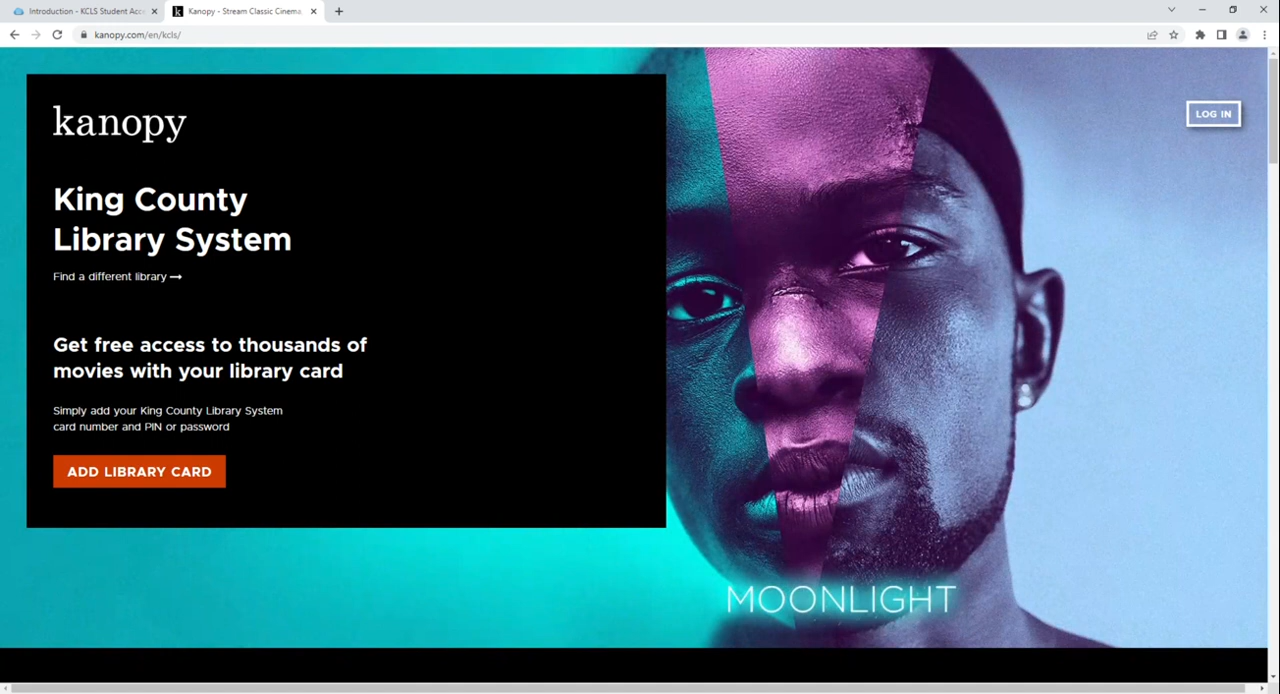 Introduction - KCLS Student Acc
Kanopy - Stream Classic Cinema,
kanopy.com/en/kcls/
kanopy
LOG IN
King County
Library System
Find a different library →
Get free access to thousands of
movies with your library card
Simply add your King County Library System
card number and PIN or password
ADD LIBRARY CARD
MOONLIGHT